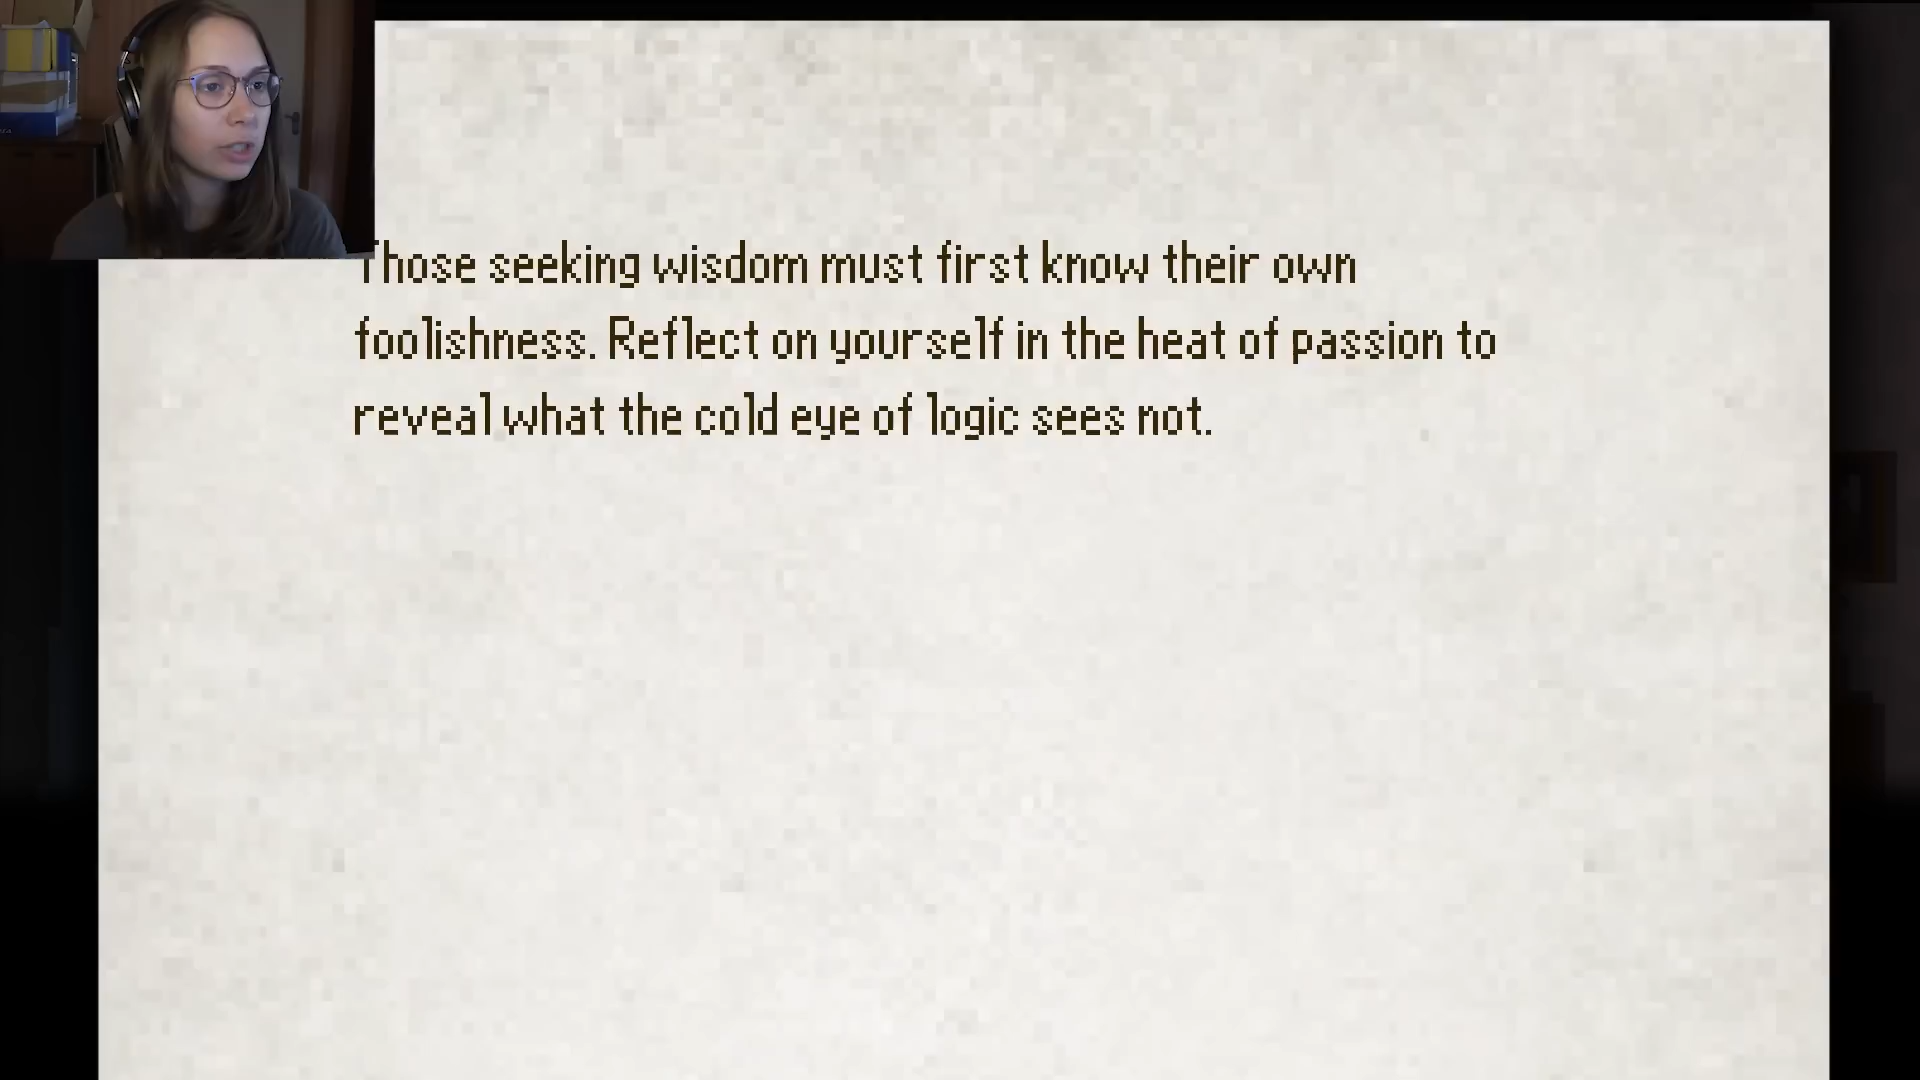 Those seeking wisdom must first know their own
foolishness. Reflect on yourself in the heat of passion to
reveal what the cold eye of logic sees not.